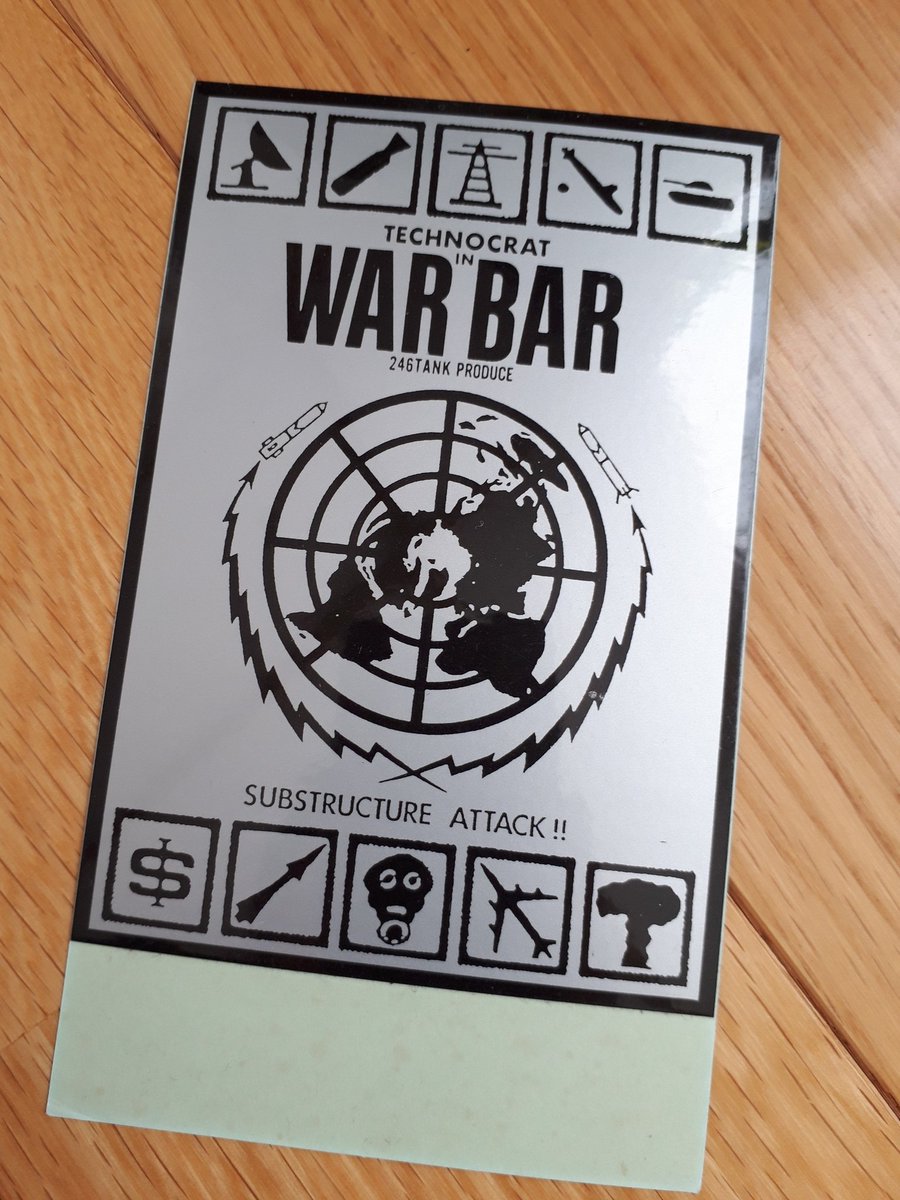 TECHNOCRAT
IN
WAR BAR
246TANK PRODUCE
SUBSTRUCTURE ATTACK!!